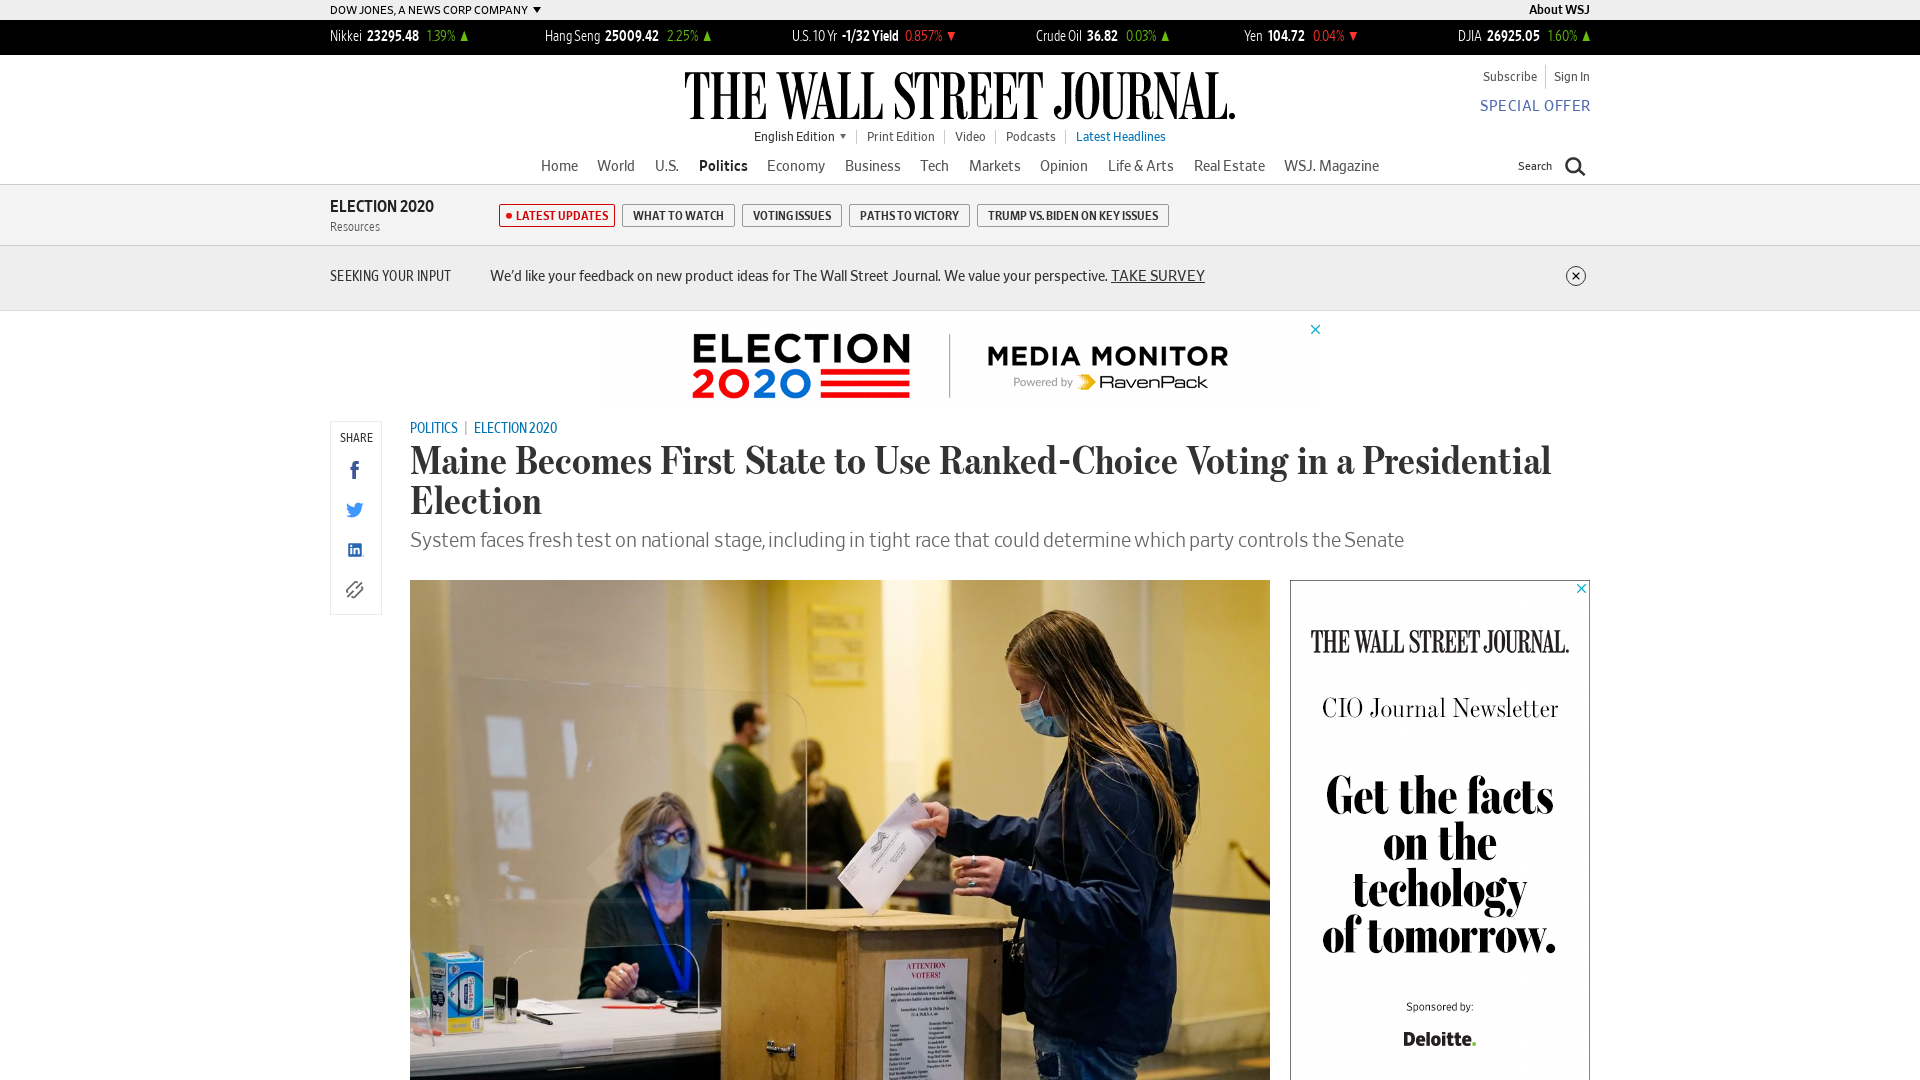 DOW JONES, A NEWS CORP COMPANY
About WSJ
Nikkei 23295.48 1.39%
Hang Seng 25009.42 2.25%
U.S. 10 Yr -1/32 Yield 0.857%
Crude Oil 36.82 0.03%
Yen 104.72 0.04%
DJIA 26925.05 1.60%
THE WALL STREET JOURNAL.
Subscribe
Sign In
SPECIAL OFFER
English Edition
Print Edition
Video
Podcasts
Latest Headlines
Home
World
U.S.
Politics
Economy
Business
Tech
Markets
Opinion
Life & Arts
Real Estate
WSJ. Magazine
Search
ELECTION 2020
Resources
LATEST UPDATES
WHAT TO WATCH
VOTING ISSUES
PATHS TO VICTORY
TRUMP VS. BIDEN ON KEY ISSUES
SEEKING YOUR INPUT
We’d like your feedback on new product ideas for The Wall Street Journal. We value your perspective. TAKE SURVEY
ELECTION
2020
MEDIA MONITOR
Powered by RavenPack
SHARE
POLITICS | ELECTION 2020
Maine Becomes First State to Use Ranked-Choice Voting in a Presidential
Election
System faces fresh test on national stage, including in tight race that could determine which party controls the Senate
ATTENTION
VOTERS!
THE WALL STREET JOURNAL.
CIO Journal Newsletter
Get the facts
on the
techology
of tomorrow.
Sponsored by:
Deloitte.